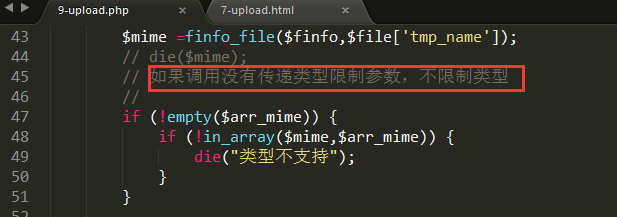 9-upload.php × 7-upload.html ×
43 $mime =finfo_file($finfo,$file['tmp_name']);
44 // die($mime);
45 // 如果调用没有传递类型限制参数，不限制类型
46 //
47 if (!empty($arr_mime)) {
48 if (!in_array($mime,$arr_mime)) {
49 die("类型不支持");
50 }
51 }
52